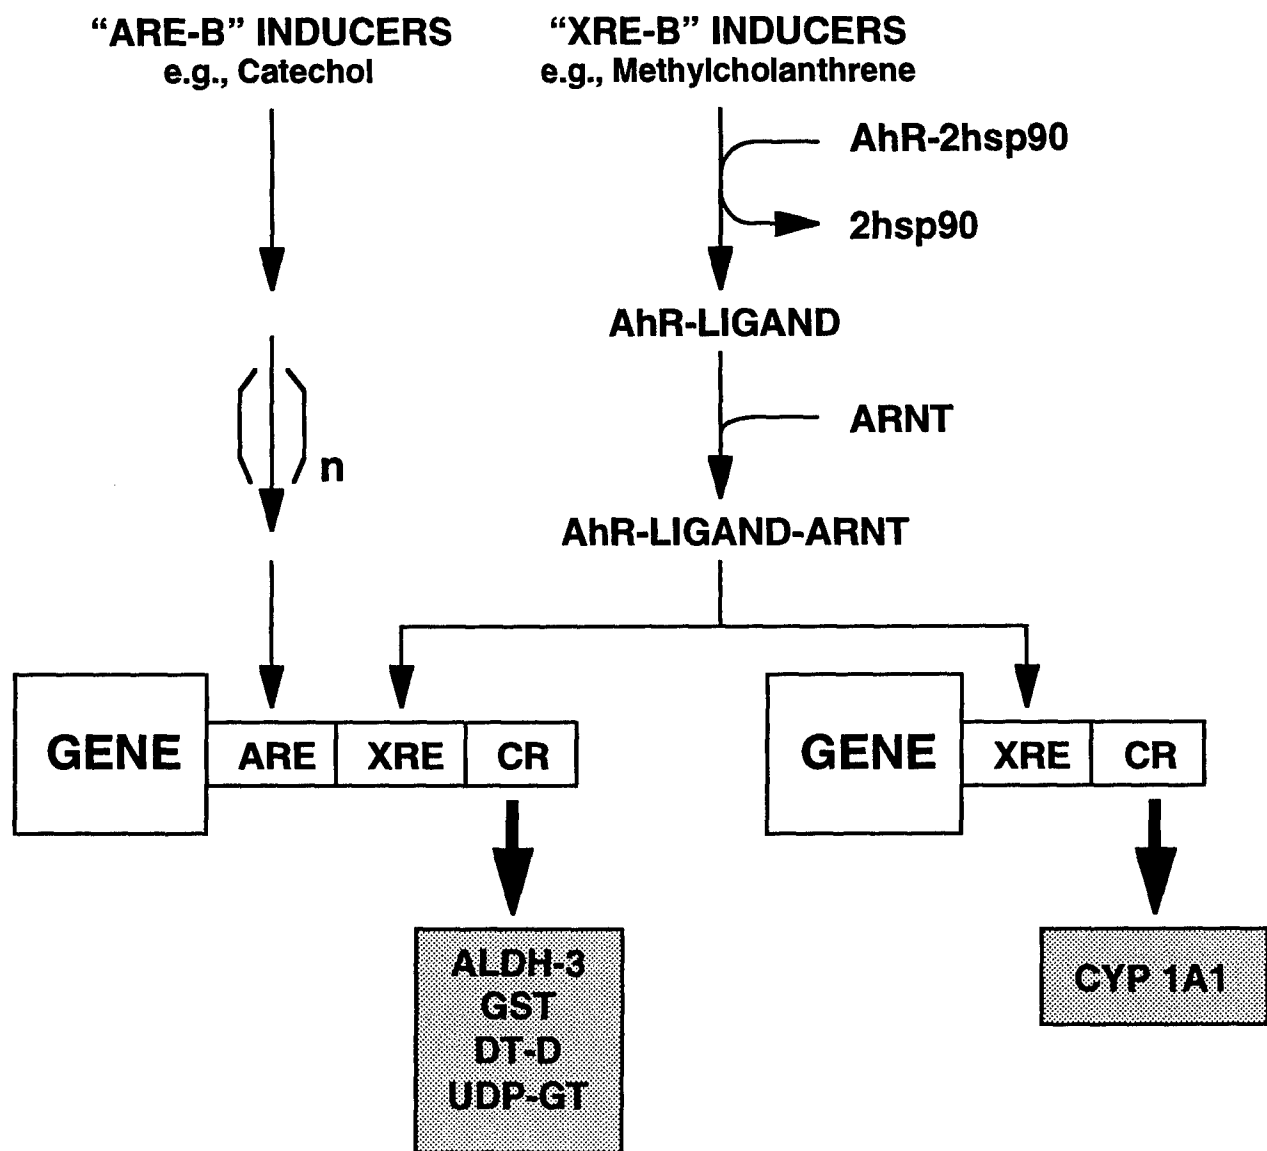 “ARE-B” INDUCERS
e.g., Catechol
“XRE-B” INDUCERS
e.g., Methylcholanthrene
AhR-2hsp90
2hsp90
AhR-LIGAND
ARNT
n
AhR-LIGAND-ARNT
GENE
ARE
XRE
CR
GENE
XRE
CR
ALDH-3
GST
DT-D
UDP-GT
CYP 1A1